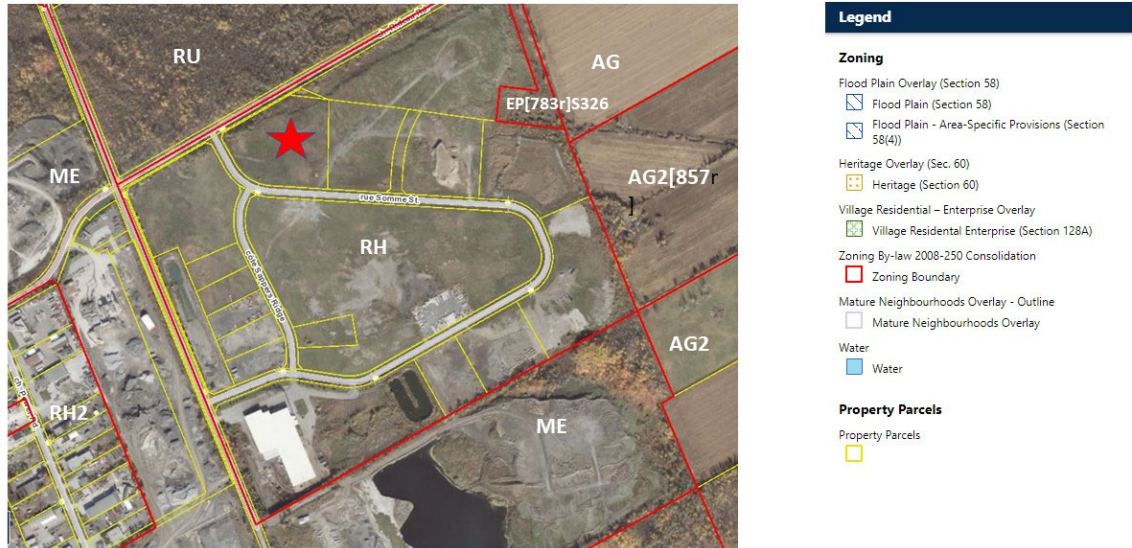 RU
AG
EP[783r]S326
ME
AG2[857r
]
rue Somme St
RH
côte Sappers Ridge
AG2
RH2
ME
Legend
Zoning
Flood Plain Overlay (Section 58)
Flood Plain (Section 58)
Flood Plain - Area-Specific Provisions (Section
58(4))
Heritage Overlay (Sec. 60)
Heritage (Section 60)
Village Residential – Enterprise Overlay
Village Residental Enterprise (Section 128A)
Zoning By-law 2008-250 Consolidation
Zoning Boundary
Mature Neighbourhoods Overlay - Outline
Mature Neighbourhoods Overlay
Water
Water
Property Parcels
Property Parcels